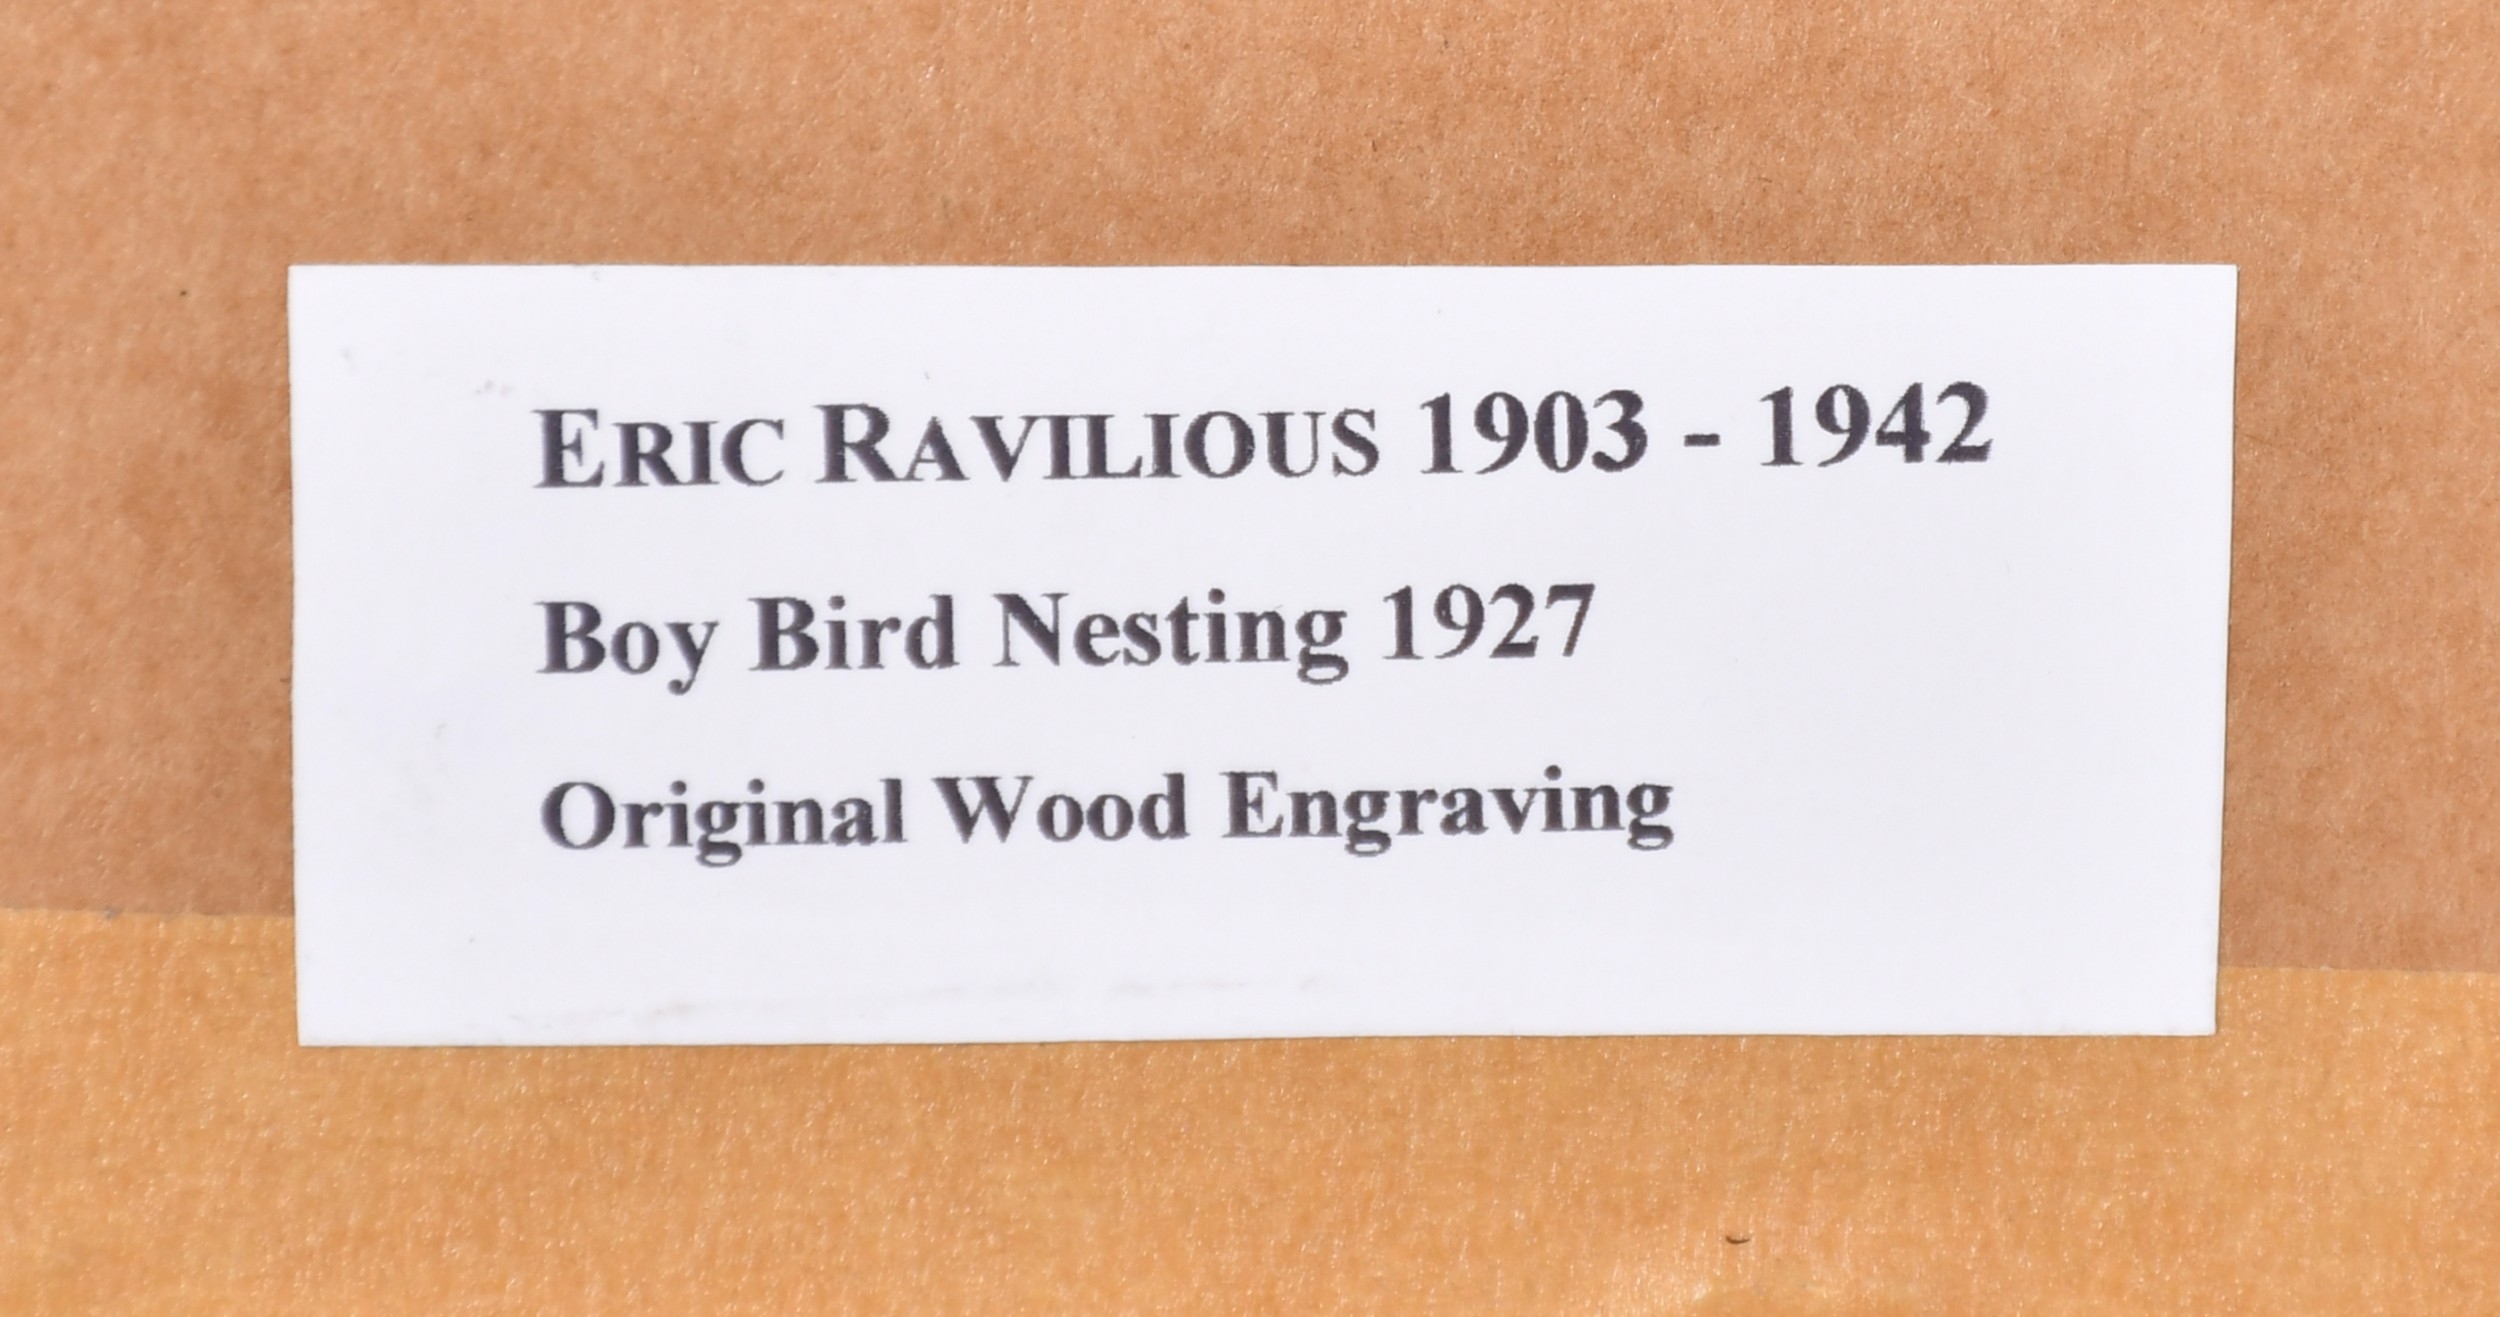 ERIC RAVILIOUS 1903 - 1942
Boy Bird Nesting 1927
Original Wood Engraving